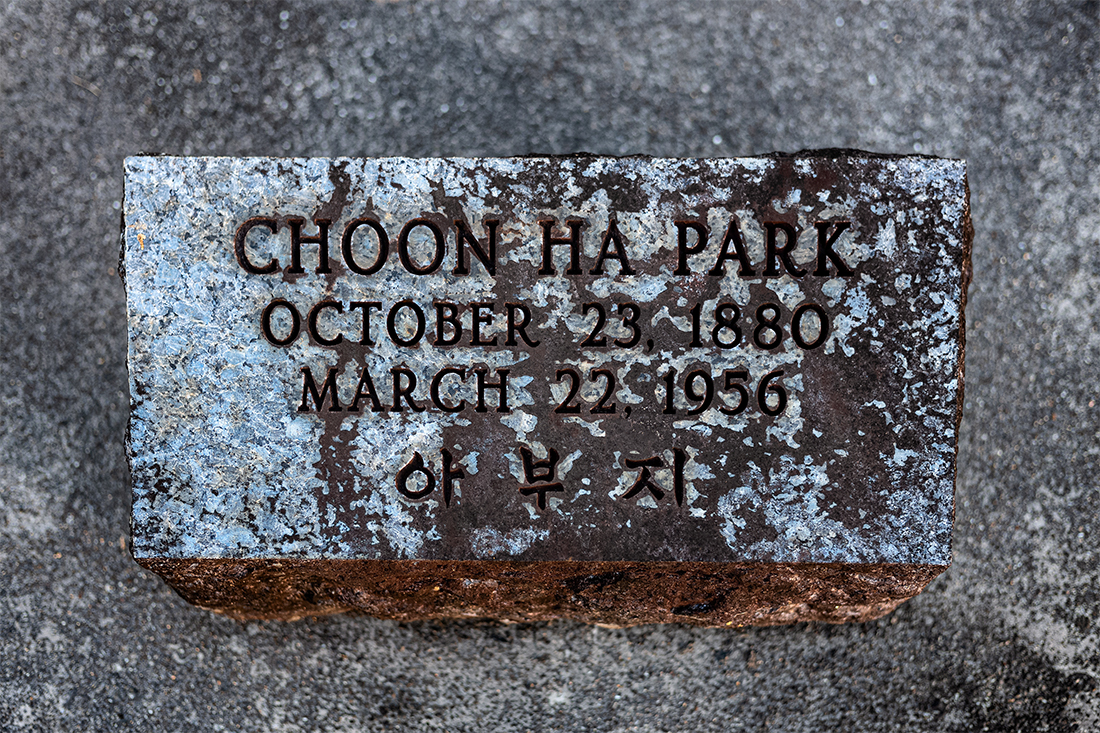 CHOON HA PARK
OCTOBER 23, 1880
MARCH 22, 1956
아부지